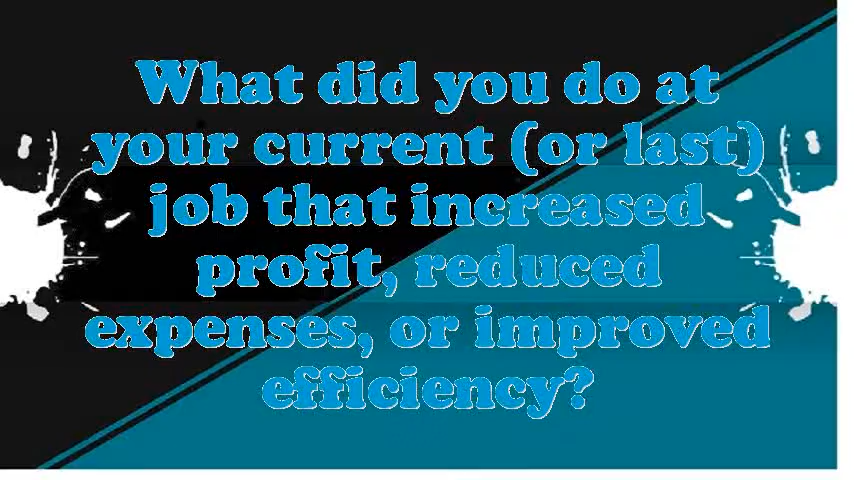 What did you do at
your current (or last)
job that increased
profit, reduced
expenses, or improved
efficiency?